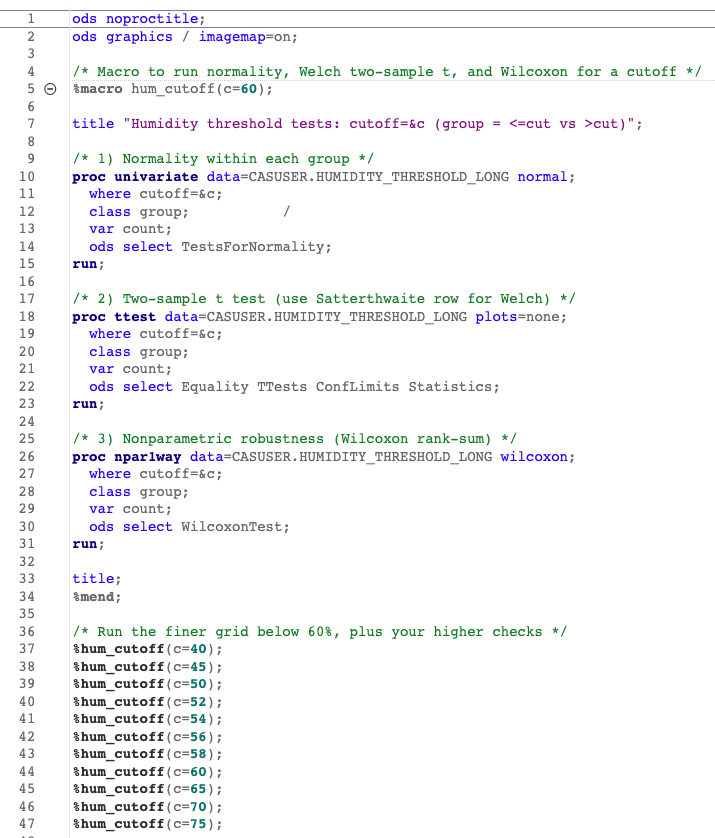 1 ods noproctitle;
2 ods graphics / imagemap=on;
3
4 /* Macro to run normality, Welch two-sample t, and Wilcoxon for a cutoff */
5 %macro hum_cutoff(c=60);
6
7 title "Humidity threshold tests: cutoff=&c (group = <=cut vs >cut)";
8
9 /* 1) Normality within each group */
10 proc univariate data=CASUSER.HUMIDITY_THRESHOLD_LONG normal;
11 where cutoff=&c;
12 class group; /
13 var count;
14 ods select TestsForNormality;
15 run;
16
17 /* 2) Two-sample t test (use Satterthwaite row for Welch) */
18 proc ttest data=CASUSER.HUMIDITY_THRESHOLD_LONG plots=none;
19 where cutoff=&c;
20 class group;
21 var count;
22 ods select Equality TTests ConfLimits Statistics;
23 run;
24
25 /* 3) Nonparametric robustness (Wilcoxon rank-sum) */
26 proc npar1way data=CASUSER.HUMIDITY_THRESHOLD_LONG wilcoxon;
27 where cutoff=&c;
28 class group;
29 var count;
30 ods select WilcoxonTest;
31 run;
32
33 title;
34 %mend;
35
36 /* Run the finer grid below 60%, plus your higher checks */
37 %hum_cutoff(c=40);
38 %hum_cutoff(c=45);
39 %hum_cutoff(c=50);
40 %hum_cutoff(c=52);
41 %hum_cutoff(c=54);
42 %hum_cutoff(c=56);
43 %hum_cutoff(c=58);
44 %hum_cutoff(c=60);
45 %hum_cutoff(c=65);
46 %hum_cutoff(c=70);
47 %hum_cutoff(c=75);